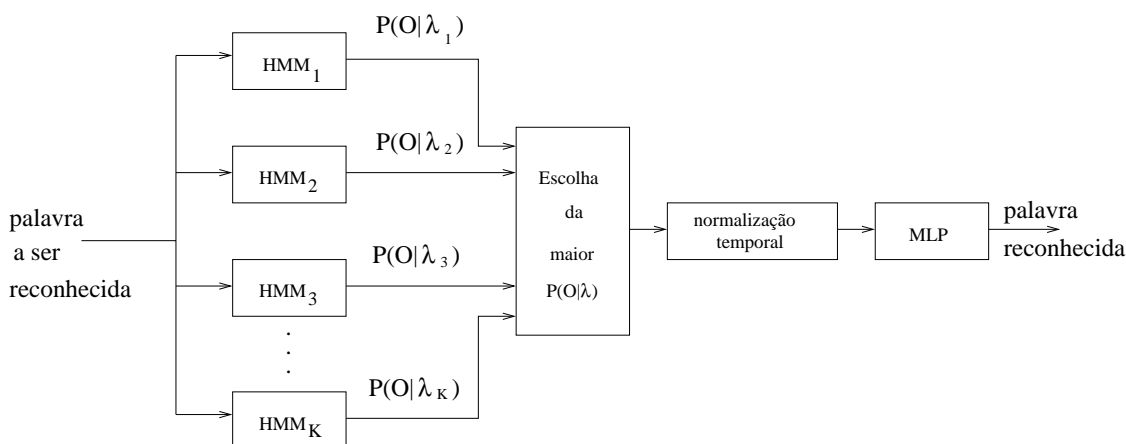 palavra
a ser
reconhecida
HMM1
P(O|λ1)
HMM2
P(O|λ2)
HMM3
P(O|λ3)
. . .
HMMK
P(O|λK)
Escolha
da
maior
P(O|λ)
normalização
temporal
MLP
palavra
reconhecida